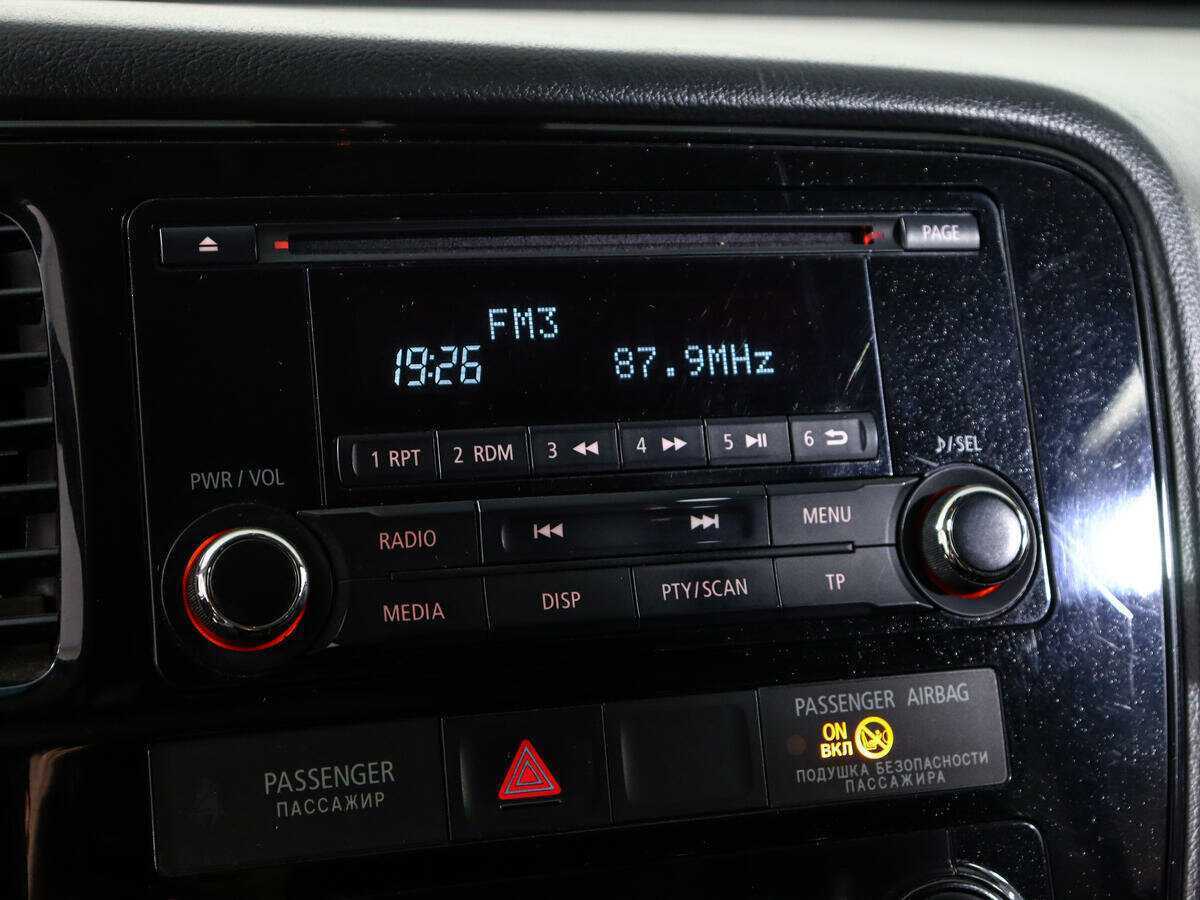 PAGE
FM3
19:26 87.9MHz
1 RPT 2 RDM 3 4 5 6
PWR / VOL
♪/SEL
RADIO MENU
MEDIA DISP PTY/SCAN TP
PASSENGER AIRBAG
ON
ВКЛ
ПОДУШКА БЕЗОПАСНОСТИ
ПАССАЖИРА
PASSENGER
ПАССАЖИР